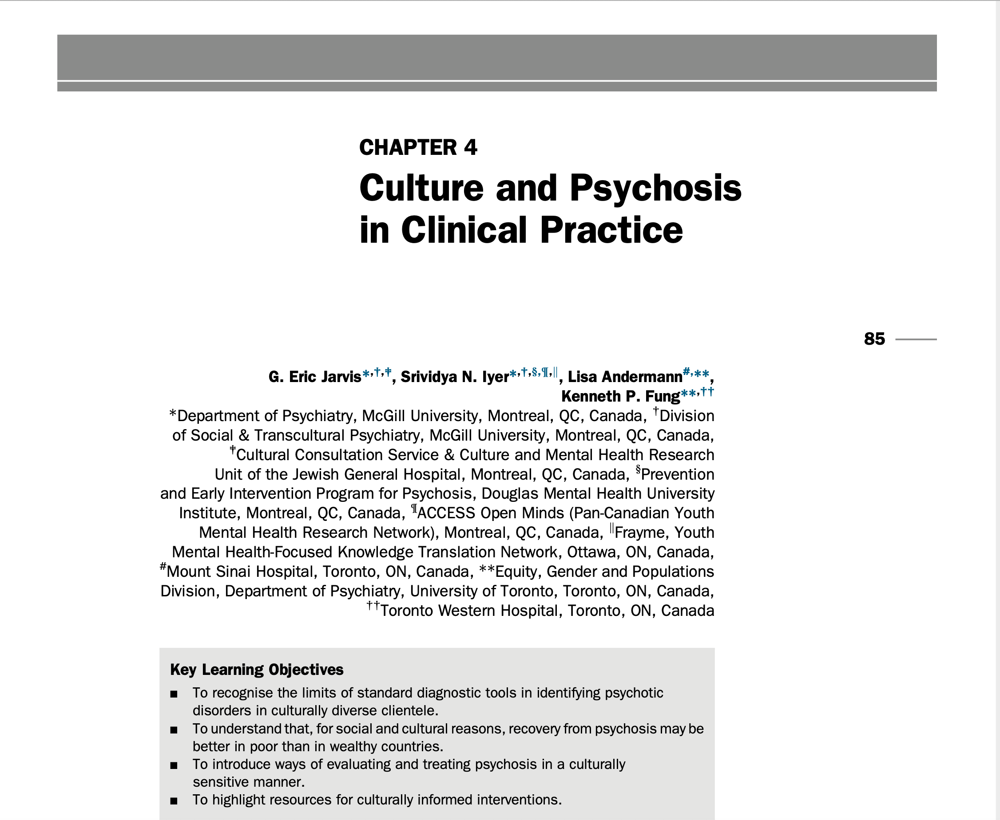 CHAPTER 4
Culture and Psychosis
in Clinical Practice
85
G. Eric Jarvis*,†,‡, Srividya N. Iyer*,†,§,¶,||, Lisa Andermann#,**,
Kenneth P. Fung**,††
*Department of Psychiatry, McGill University, Montreal, QC, Canada, †Division
of Social & Transcultural Psychiatry, McGill University, Montreal, QC, Canada,
‡Cultural Consultation Service & Culture and Mental Health Research
Unit of the Jewish General Hospital, Montreal, QC, Canada, §Prevention
and Early Intervention Program for Psychosis, Douglas Mental Health University
Institute, Montreal, QC, Canada, ¶ACCESS Open Minds (Pan-Canadian Youth
Mental Health Research Network), Montreal, QC, Canada, ||Frayme, Youth
Mental Health-Focused Knowledge Translation Network, Ottawa, ON, Canada,
#Mount Sinai Hospital, Toronto, ON, Canada, **Equity, Gender and Populations
Division, Department of Psychiatry, University of Toronto, Toronto, ON, Canada,
††Toronto Western Hospital, Toronto, ON, Canada
Key Learning Objectives
■ To recognise the limits of standard diagnostic tools in identifying psychotic
disorders in culturally diverse clientele.
■ To understand that, for social and cultural reasons, recovery from psychosis may be
better in poor than in wealthy countries.
■ To introduce ways of evaluating and treating psychosis in a culturally
sensitive manner.
■ To highlight resources for culturally informed interventions.